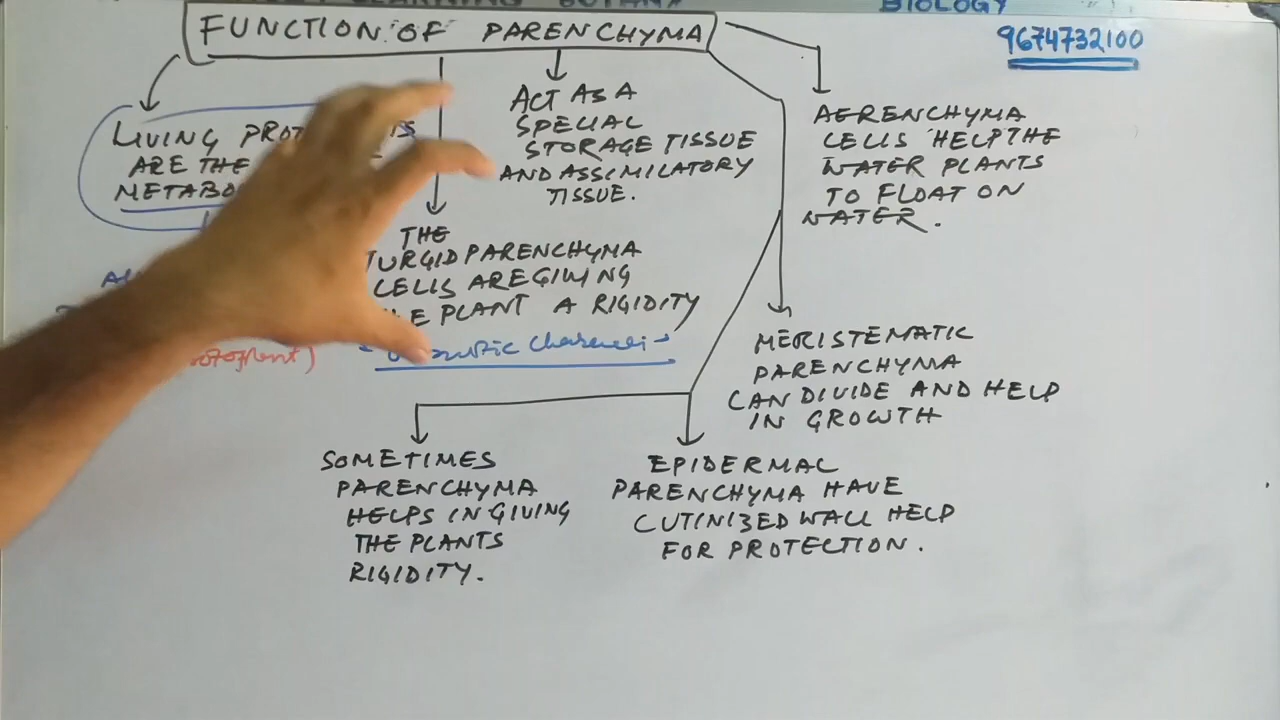 BIOLOGY
9674732100
FUNCTION OF PARENCHYMA
LIVING
ARE THE
ACT AS A
SPECIAL
STORAGE TISSUE
AND ASSIMILATORY
TISSUE.
THE
TURGID PARENCHYMA
CELLS ARE GIVING
PLANT A RIGIDITY
AERENCHYMA
CELLS HELP THE
WATER PLANTS
TO FLOAT ON
WATER.
MERISTEMATIC
PARENCHYMA
CAN DIVIDE AND HELP
IN GROWTH
SOMETIMES
PARENCHYMA
HELPS IN GIVING
THE PLANTS
RIGIDITY.
EPIDERMAL
PARENCHYMA HAVE
CUTINIZED WALL HELP
FOR PROTECTION.